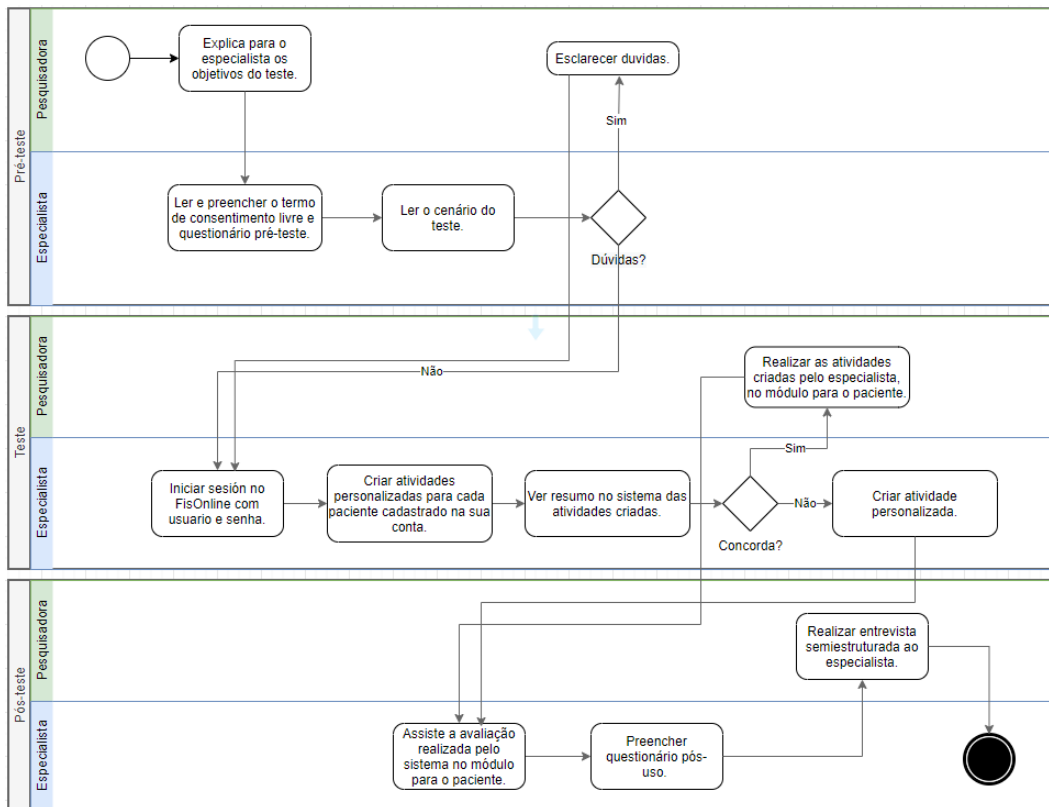 Pré-teste
Pesquisadora
Explica para o
especialista os
objetivos do teste.
Esclarecer duvidas.
Sim
Especialista
Ler e preencher o termo
de consentimento livre e
questionário pré-teste.
Ler o cenário do
teste.
Dúvidas?
Teste
Pesquisadora
Não
Realizar as atividades
criadas pelo especialista,
no módulo para o paciente.
Especialista
Sim
Iniciar sesión no
FisOnline com
usuario e senha.
Criar atividades
personalizadas para cada
paciente cadastrado na sua
conta.
Ver resumo no sistema das
atividades criadas.
Concorda?
Não
Criar atividade
personalizada.
Pós-teste
Pesquisadora
Realizar entrevista
semiestruturada ao
especialista.
Especialista
Assiste a avaliação
realizada pelo
sistema no módulo
para o paciente.
Preencher
questionário pós-
uso.